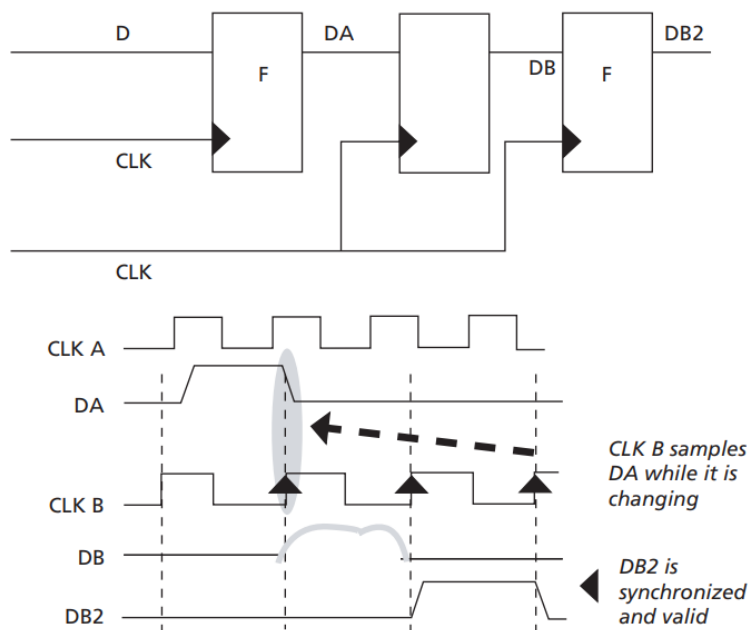 D
DA
DB
DB2
F
F
CLK
CLK
CLK A
DA
CLK B samples
DA while it is
changing
CLK B
DB
DB2 is
synchronized
and valid
DB2